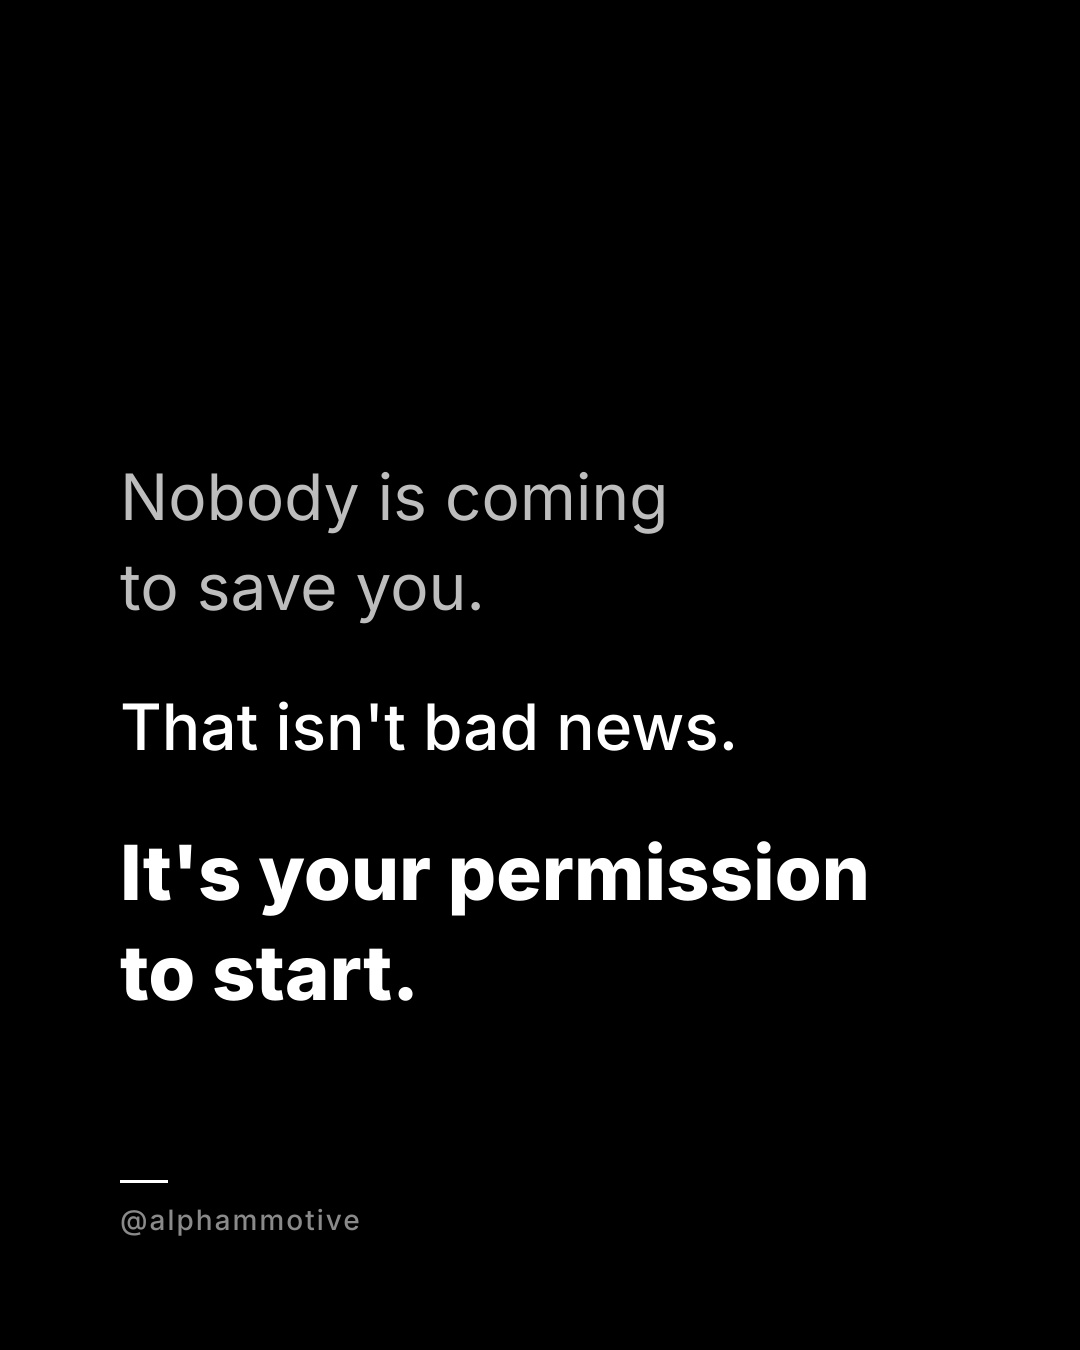 Nobody is coming
to save you.
That isn't bad news.
It's your permission
to start.
@alphammotive